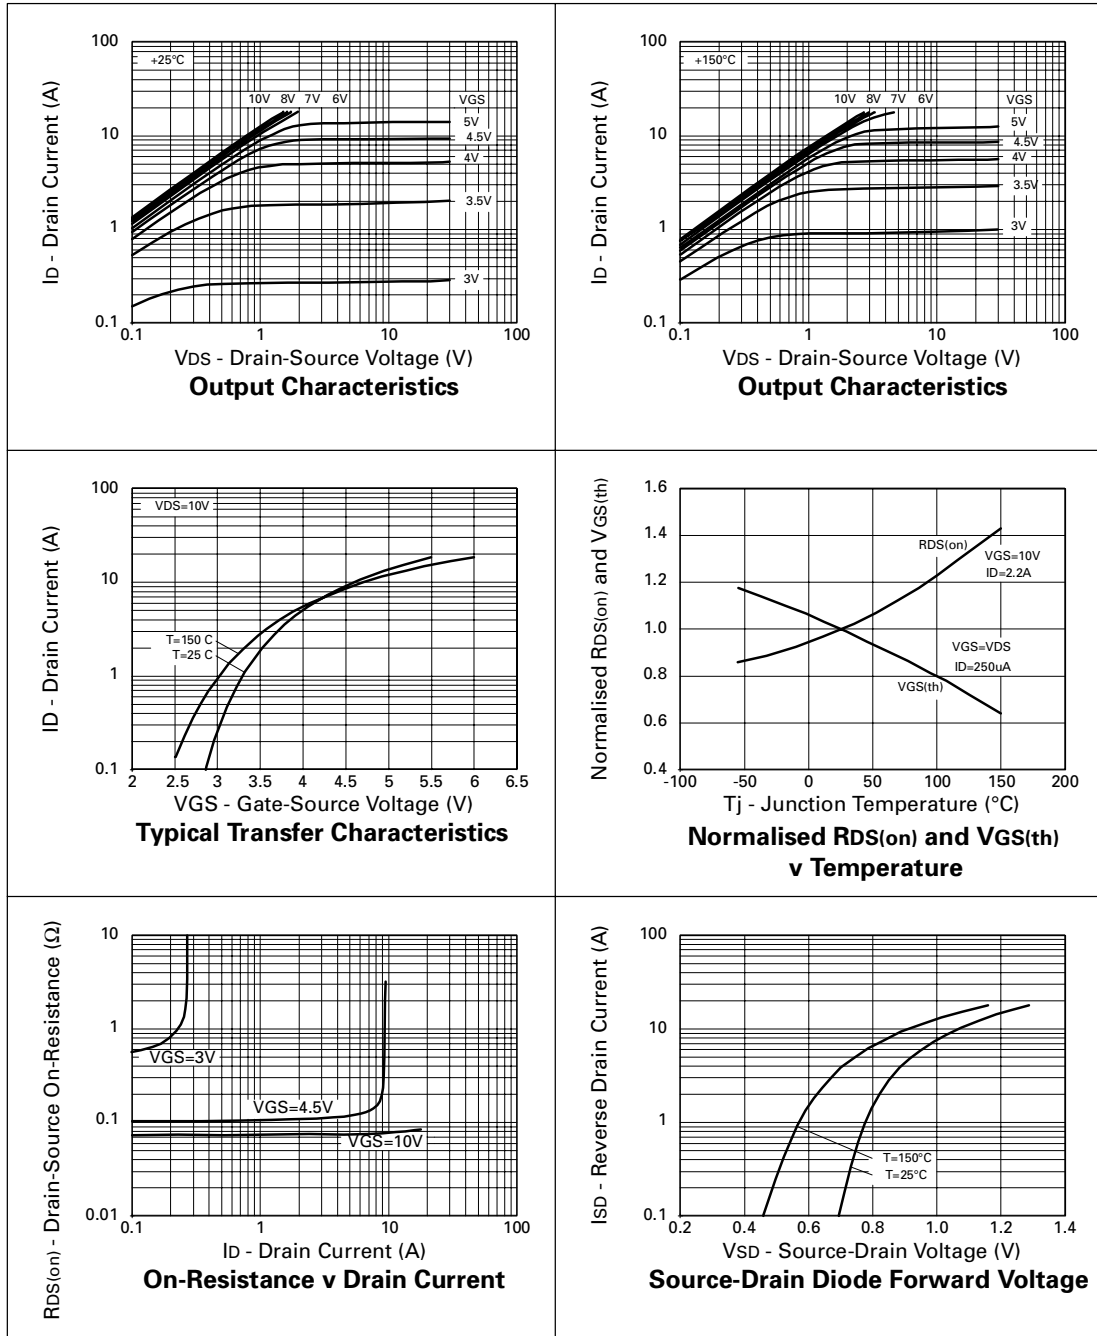 100
10
1
0.1
ID - Drain Current (A)
+25°C
10V 8V 7V 6V
VGS
5V
4.5V
4V
3.5V
3V
0.1 1 10 100
VDS - Drain-Source Voltage (V)
Output Characteristics
100
10
1
0.1
ID - Drain Current (A)
+150°C
10V 8V 7V 6V
VGS
5V
4.5V
4V
3.5V
3V
0.1 1 10 100
VDS - Drain-Source Voltage (V)
Output Characteristics
100
10
1
0.1
ID - Drain Current (A)
VDS=10V
T=150 C
T=25 C
2 2.5 3 3.5 4 4.5 5 5.5 6 6.5
VGS - Gate-Source Voltage (V)
Typical Transfer Characteristics
1.6
1.4
1.2
1.0
0.8
0.6
0.4
Normalised RDS(on) and VGS(th)
RDS(on)
VGS=10V
ID=2.2A
VGS=VDS
ID=250uA
VGS(th)
-100 -50 0 50 100 150 200
Tj - Junction Temperature (°C)
Normalised RDS(on) and VGS(th)
v Temperature
10
1
0.1
0.01
RDS(on) - Drain-Source On-Resistance (Ω)
VGS=3V
VGS=4.5V
VGS=10V
0.1 1 10 100
ID - Drain Current (A)
On-Resistance v Drain Current
100
10
1
0.1
ISD - Reverse Drain Current (A)
T=150°C
T=25°C
0.2 0.4 0.6 0.8 1.0 1.2 1.4
VSD - Source-Drain Voltage (V)
Source-Drain Diode Forward Voltage